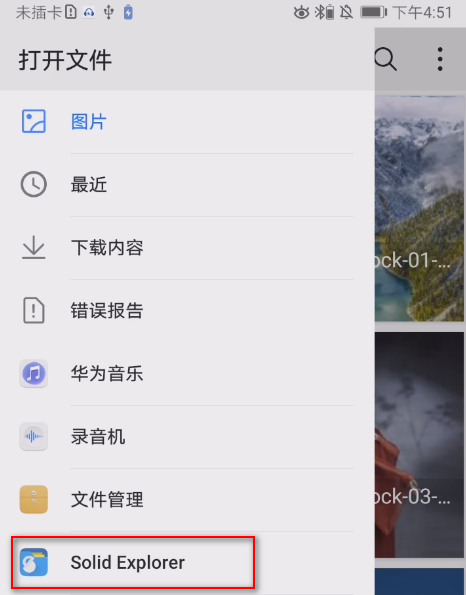 未插卡 下午4:51
打开文件
图片
最近
下载内容
ock-01-...
错误报告
华为音乐
录音机
文件管理
ock-03-...
Solid Explorer